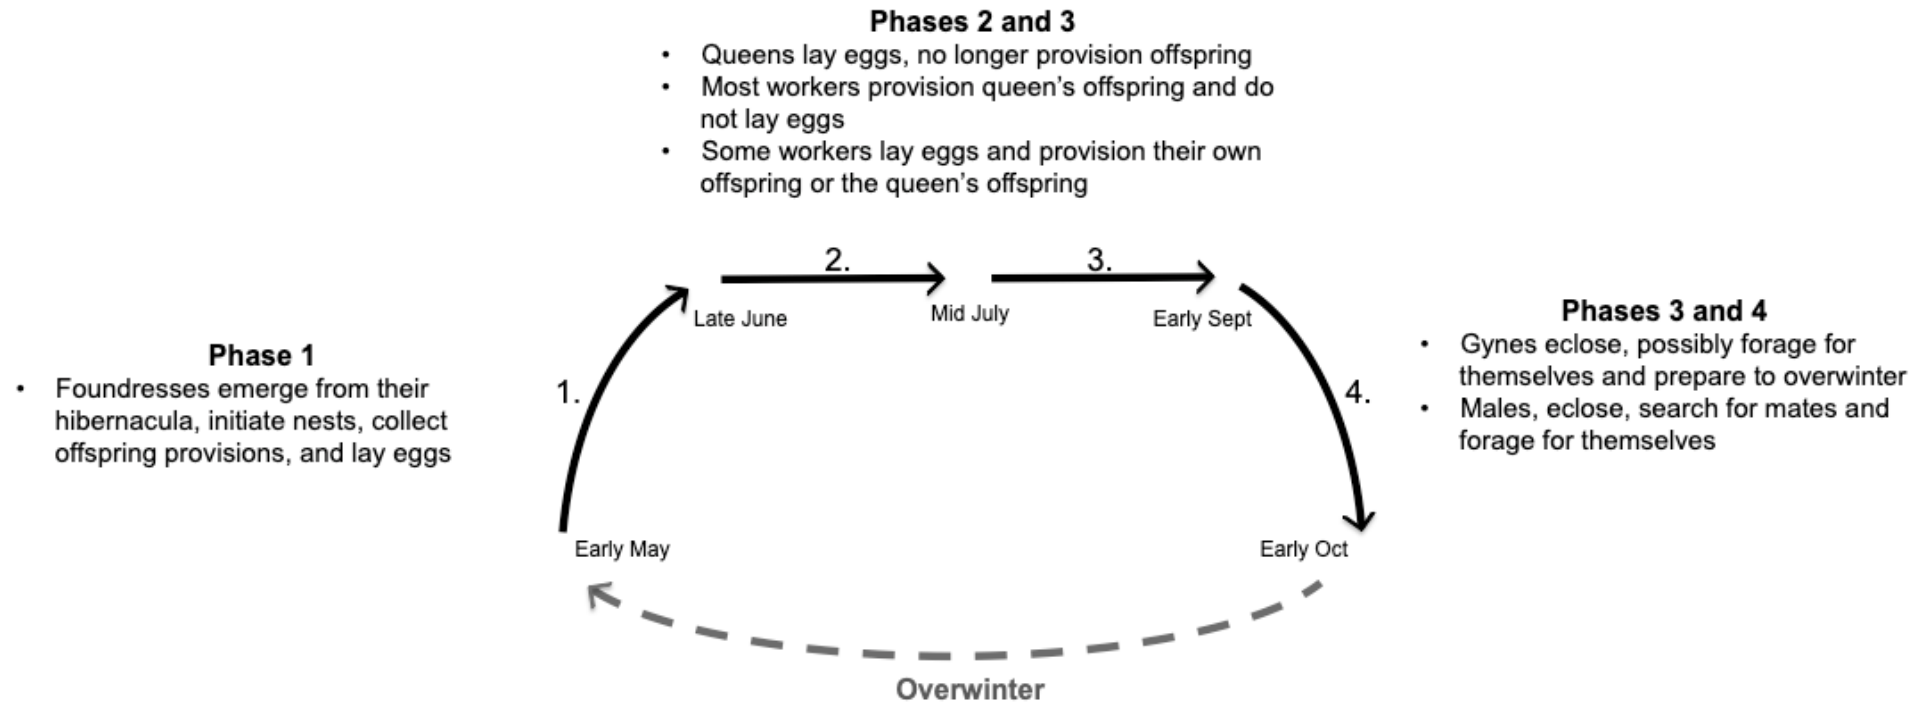 Phases 2 and 3
• Queens lay eggs, no longer provision offspring
• Most workers provision queen’s offspring and do
not lay eggs
• Some workers lay eggs and provision their own
offspring or the queen’s offspring
2.
3.
Late June
Mid July
Early Sept
Phase 1
• Foundresses emerge from their
hibernacula, initiate nests, collect
offspring provisions, and lay eggs
1.
4.
Phases 3 and 4
• Gynes eclose, possibly forage for
themselves and prepare to overwinter
• Males, eclose, search for mates and
forage for themselves
Early May
Early Oct
Overwinter